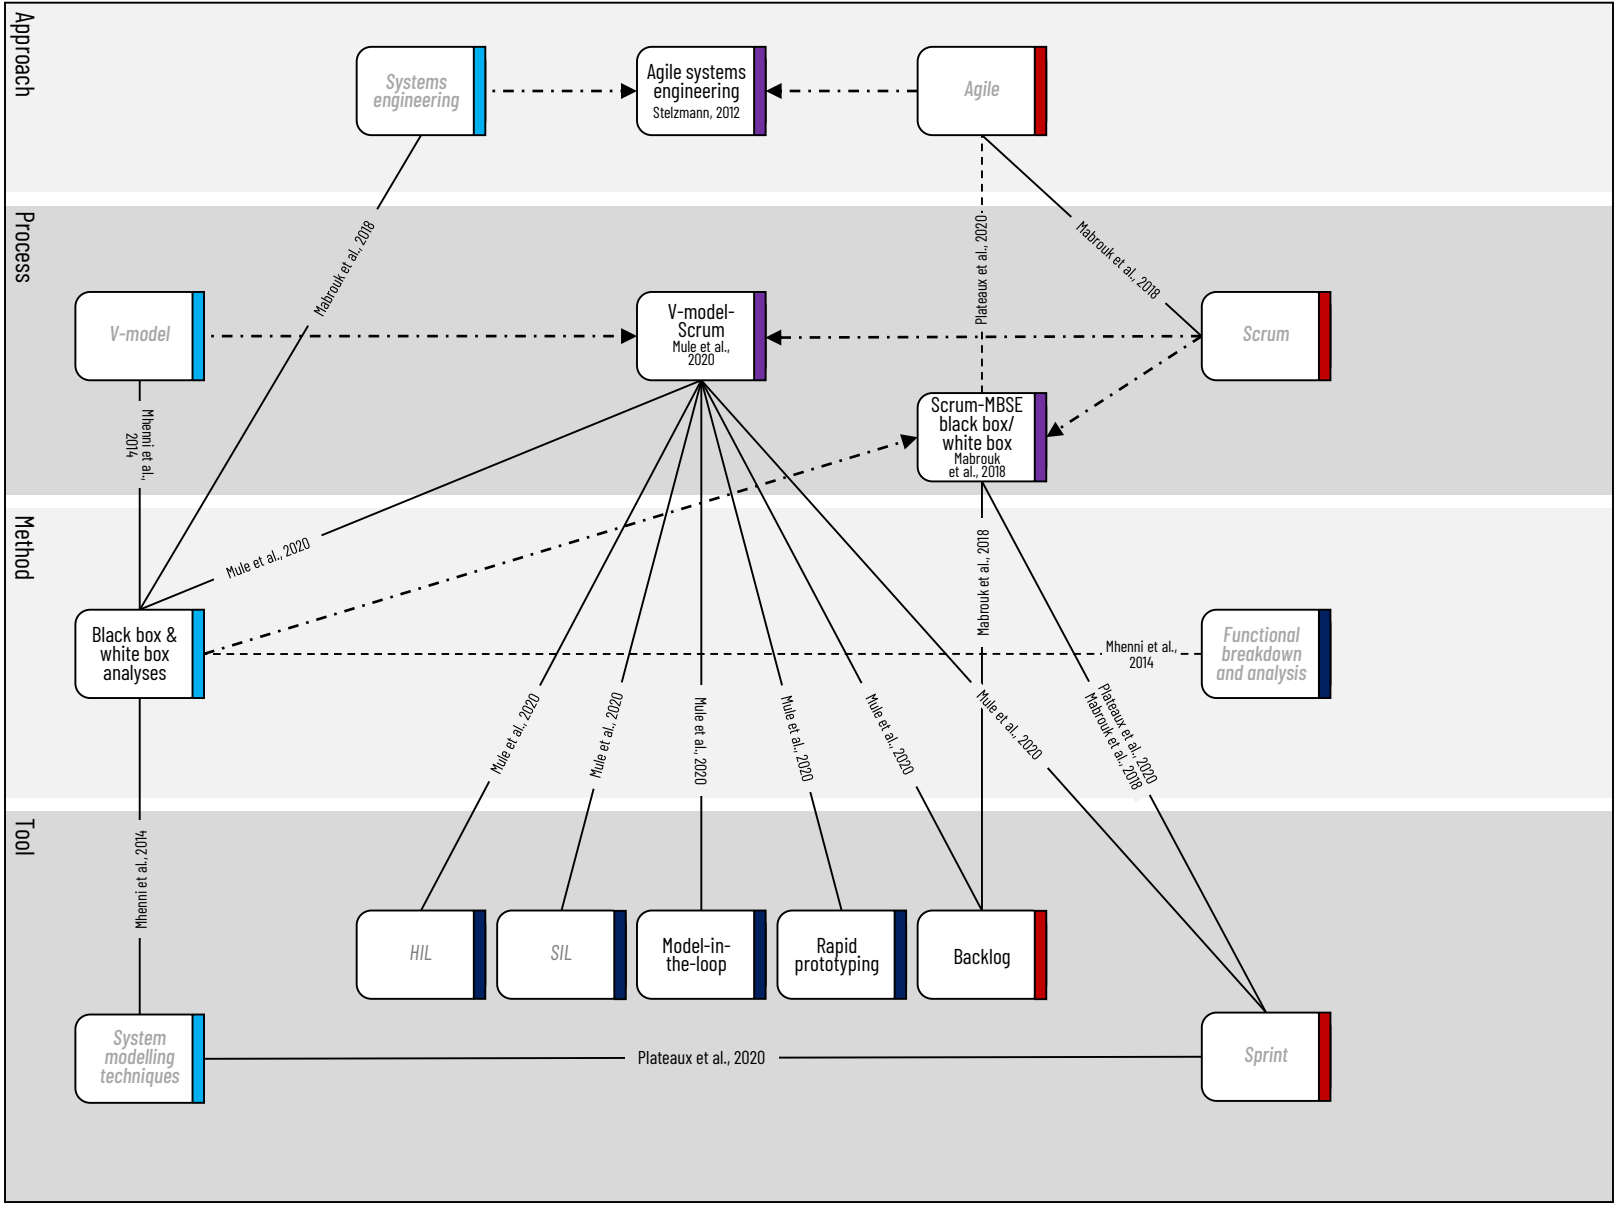 Approach
Systems
engineering
Agile systems
engineering
Stelzmann, 2012
Agile
Process
Mabrouk et al., 2018
Plateaux et al., 2020
Mabrouk et al., 2018
V-model
V-model-
Scrum
Mule et al.,
2020
Scrum
Scrum-MBSE
black box/
white box
Mabrouk
et al., 2018
Mhenni et al.,
2014
Method
Mule et al., 2020
Mabrouk et al., 2018
Black box &
white box
analyses
Mhenni et al.,
2014
Functional
breakdown
and analysis
Mule et al., 2020
Mule et al., 2020
Mule et al., 2020
Mule et al., 2020
Mule et al., 2020
Mule et al., 2020
Plateaux et al., 2020
Mabrouk et al., 2018
Tool
Mhenni et al., 2014
HIL
SIL
Model-in-
the-loop
Rapid
prototyping
Backlog
System
modelling
techniques
Plateaux et al., 2020
Sprint